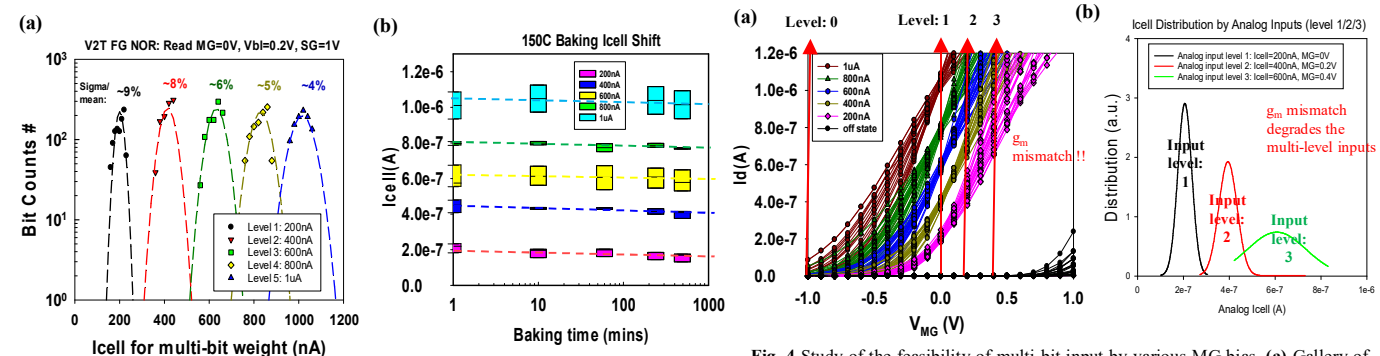 (a)
V2T FG NOR: Read MG=0V, Vbl=0.2V, SG=1V
10³
10²
10¹
10⁰
Bit Counts #
Sigma/
mean:
~9%
~8%
~6%
~5%
~4%
Level 1: 200nA
Level 2: 400nA
Level 3: 600nA
Level 4: 800nA
Level 5: 1uA
0 200 400 600 800 1000 1200
Icell for multi-bit weight (nA)
(b)
150C Baking Icell Shift
1.2e-6
1.0e-6
8.0e-7
6.0e-7
4.0e-7
2.0e-7
0.0
Icell(A)
200nA
400nA
600nA
800nA
1uA
1 10 100 1000
Baking time (mins)
(a)
Level: 0
Level: 1 2 3
1.2e-6
1.0e-6
8.0e-7
6.0e-7
4.0e-7
2.0e-7
0.0
Id(A)
1uA
800nA
600nA
400nA
200nA
off state
gm
mismatch !!
-1.0 -0.5 0.0 0.5 1.0
VMG (V)
(b)
Icell Distribution by Analog Inputs (level 1/2/3)
4
3
2
1
0
Distribution (a.u.)
Analog input level 1: Icell=200nA, MG=0V
Analog input level 2: Icell=400nA, MG=0.2V
Analog input level 3: Icell=600nA, MG=0.4V
gm mismatch
degrades the
multi-level inputs
Input
level:
1
Input
level:
2
Input
level:
3
0 2e-7 4e-7 6e-7 8e-7 1e-6
Analog Icell (A)
Fig. 4 Study of the feasibility of multi-bit input by various MG bias. (a) Gallery of